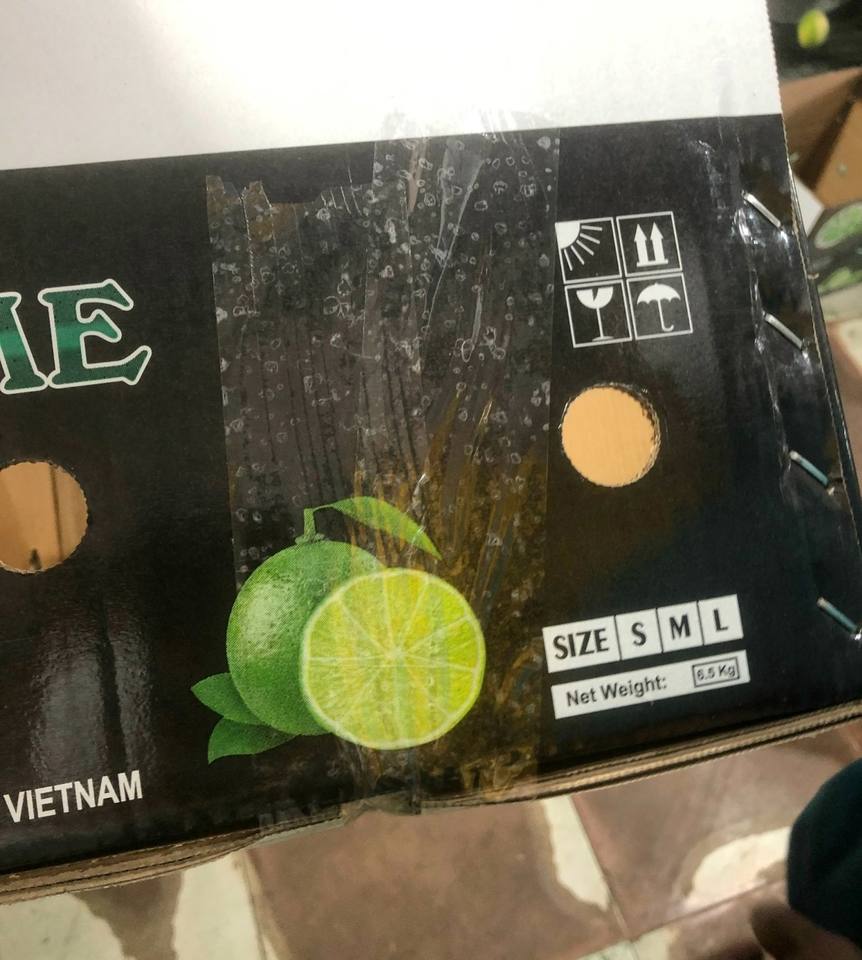 ME
SIZE S M L
Net Weight: 6.5 Kg
VIETNAM